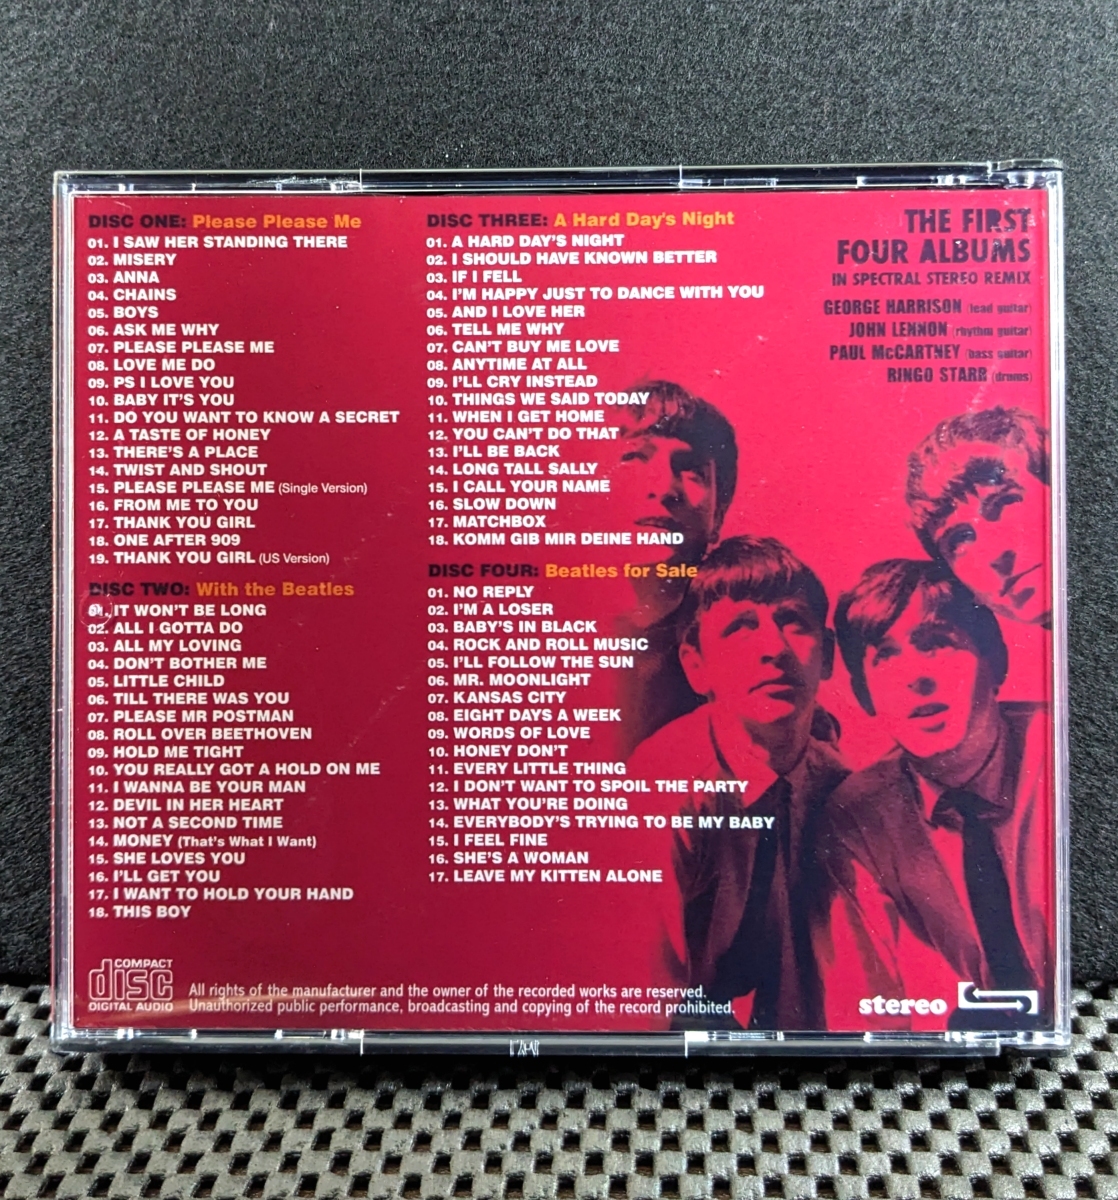 DISC ONE: Please Please Me
01. I SAW HER STANDING THERE
02. MISERY
03. ANNA
04. CHAINS
05. BOYS
06. ASK ME WHY
07. PLEASE PLEASE ME
08. LOVE ME DO
09. PS I LOVE YOU
10. BABY IT'S YOU
11. DO YOU WANT TO KNOW A SECRET
12. A TASTE OF HONEY
13. THERE'S A PLACE
14. TWIST AND SHOUT
15. PLEASE PLEASE ME (Single Version)
16. FROM ME TO YOU
17. THANK YOU GIRL
18. ONE AFTER 909
19. THANK YOU GIRL (US Version)
DISC TWO: With the Beatles
01. IT WON'T BE LONG
02. ALL I GOTTA DO
03. ALL MY LOVING
04. DON'T BOTHER ME
05. LITTLE CHILD
06. TILL THERE WAS YOU
07. PLEASE MR POSTMAN
08. ROLL OVER BEETHOVEN
09. HOLD ME TIGHT
10. YOU REALLY GOT A HOLD ON ME
11. I WANNA BE YOUR MAN
12. DEVIL IN HER HEART
13. NOT A SECOND TIME
14. MONEY (That's What I Want)
15. SHE LOVES YOU
16. I'LL GET YOU
17. I WANT TO HOLD YOUR HAND
18. THIS BOY
DISC THREE: A Hard Day's Night
01. A HARD DAY'S NIGHT
02. I SHOULD HAVE KNOWN BETTER
03. IF I FELL
04. I'M HAPPY JUST TO DANCE WITH YOU
05. AND I LOVE HER
06. TELL ME WHY
07. CAN'T BUY ME LOVE
08. ANYTIME AT ALL
09. I'LL CRY INSTEAD
10. THINGS WE SAID TODAY
11. WHEN I GET HOME
12. YOU CAN'T DO THAT
13. I'LL BE BACK
14. LONG TALL SALLY
15. I CALL YOUR NAME
16. SLOW DOWN
17. MATCHBOX
18. KOMM GIB MIR DEINE HAND
DISC FOUR: Beatles for Sale
01. NO REPLY
02. I'M A LOSER
03. BABY'S IN BLACK
04. ROCK AND ROLL MUSIC
05. I'LL FOLLOW THE SUN
06. MR. MOONLIGHT
07. KANSAS CITY
08. EIGHT DAYS A WEEK
09. WORDS OF LOVE
10. HONEY DON'T
11. EVERY LITTLE THING
12. I DON'T WANT TO SPOIL THE PARTY
13. WHAT YOU'RE DOING
14. EVERYBODY'S TRYING TO BE MY BABY
15. I FEEL FINE
16. SHE'S A WOMAN
17. LEAVE MY KITTEN ALONE
THE FIRST
FOUR ALBUMS
IN SPECTRAL STEREO REMIX
GEORGE HARRISON (lead guitar)
JOHN LENNON (rhythm guitar)
PAUL McCARTNEY (bass guitar)
RINGO STARR (drums)
COMPACT
disc
DIGITAL AUDIO
All rights of the manufacturer and the owner of the recorded works are reserved.
Unauthorized public performance, broadcasting and copying of the record prohibited.
stereo